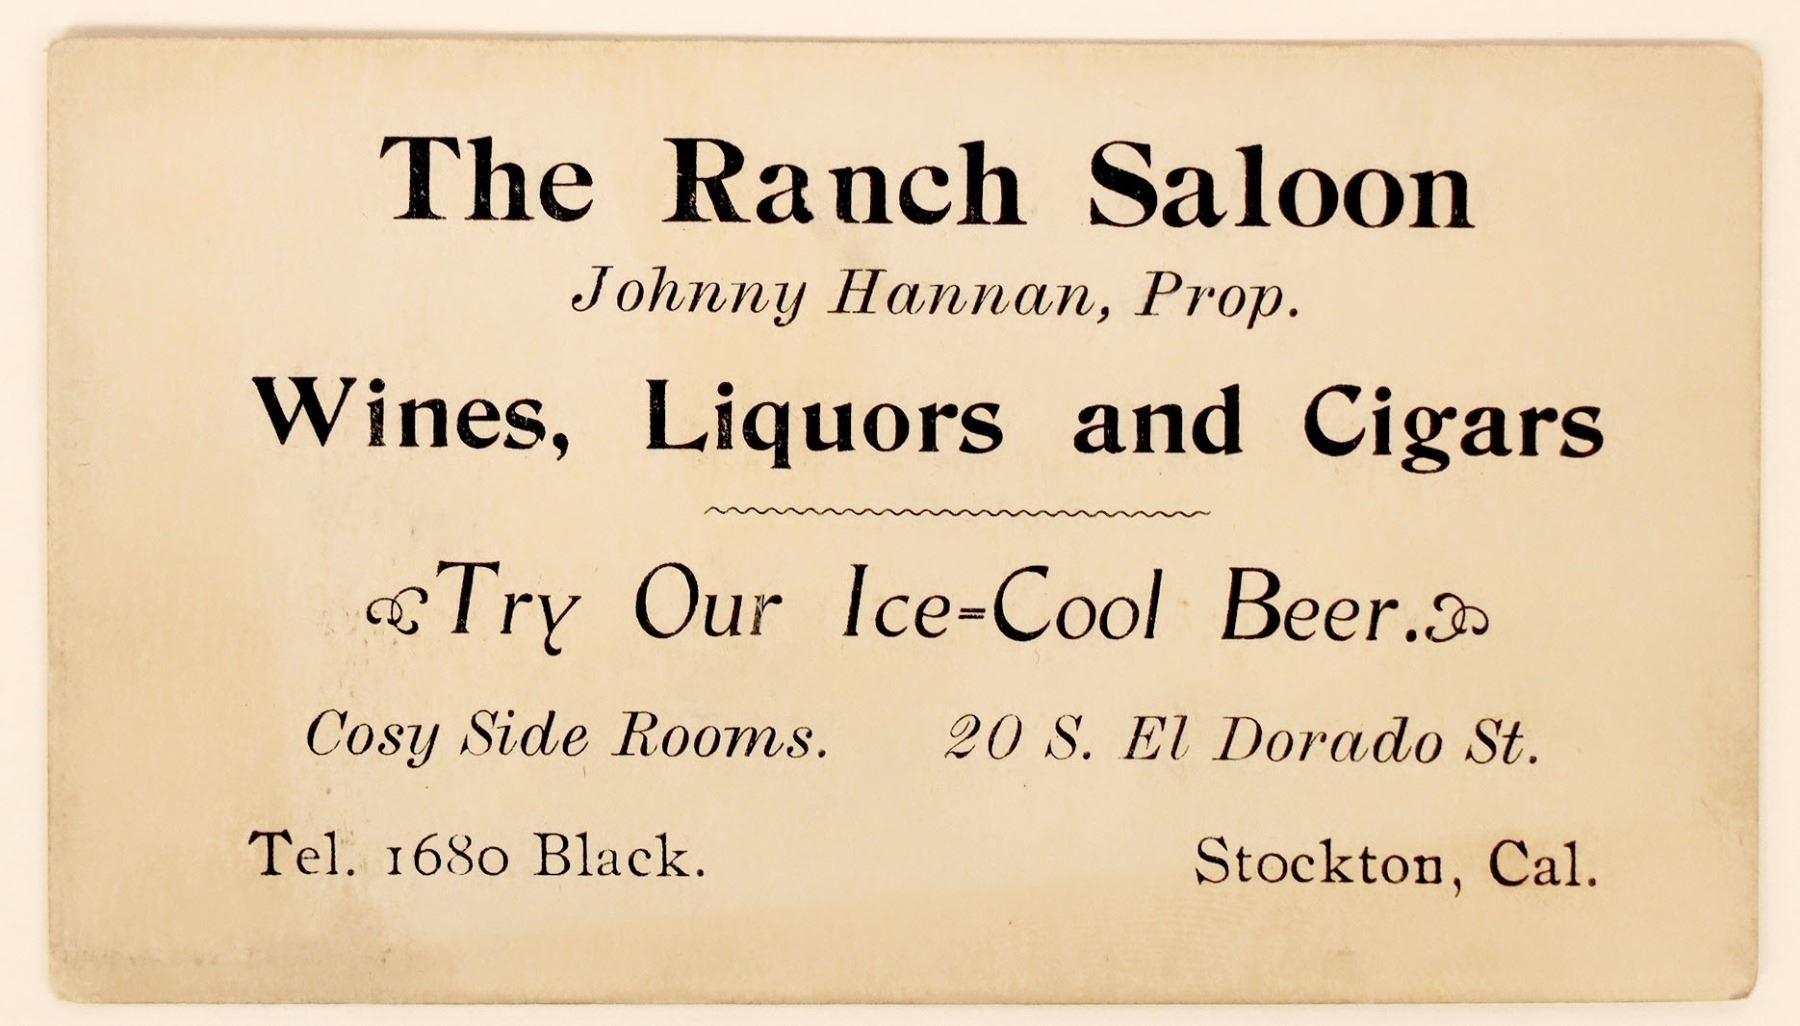 The Ranch Saloon
Johnny Hannan, Prop.
Wines, Liquors and Cigars
Try Our Ice=Cool Beer.
Cosy Side Rooms. 20 S. El Dorado St.
Tel. 1680 Black. Stockton, Cal.